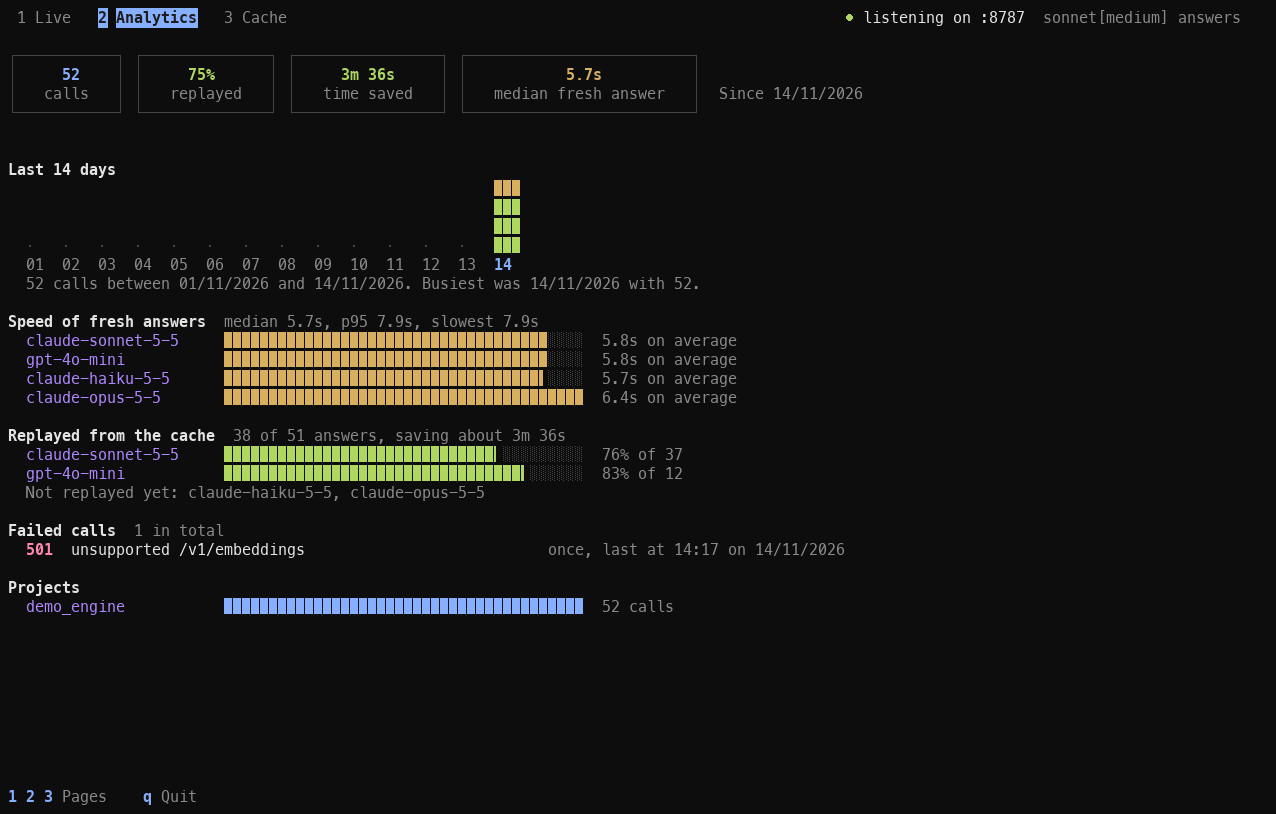 1 Live 2 Analytics 3 Cache ● listening on :8787 sonnet[medium] answers
52 75% 3m 36s 5.7s
calls replayed time saved median fresh answer Since 14/11/2026
Last 14 days
01 02 03 04 05 06 07 08 09 10 11 12 13 14
52 calls between 01/11/2026 and 14/11/2026. Busiest was 14/11/2026 with 52.
Speed of fresh answers median 5.7s, p95 7.9s, slowest 7.9s
claude-sonnet-5-5 5.8s on average
gpt-4o-mini 5.8s on average
claude-haiku-5-5 5.7s on average
claude-opus-5-5 6.4s on average
Replayed from the cache 38 of 51 answers, saving about 3m 36s
claude-sonnet-5-5 76% of 37
gpt-4o-mini 83% of 12
Not replayed yet: claude-haiku-5-5, claude-opus-5-5
Failed calls 1 in total
501 unsupported /v1/embeddings once, last at 14:17 on 14/11/2026
Projects
demo_engine 52 calls
1 2 3 Pages q Quit